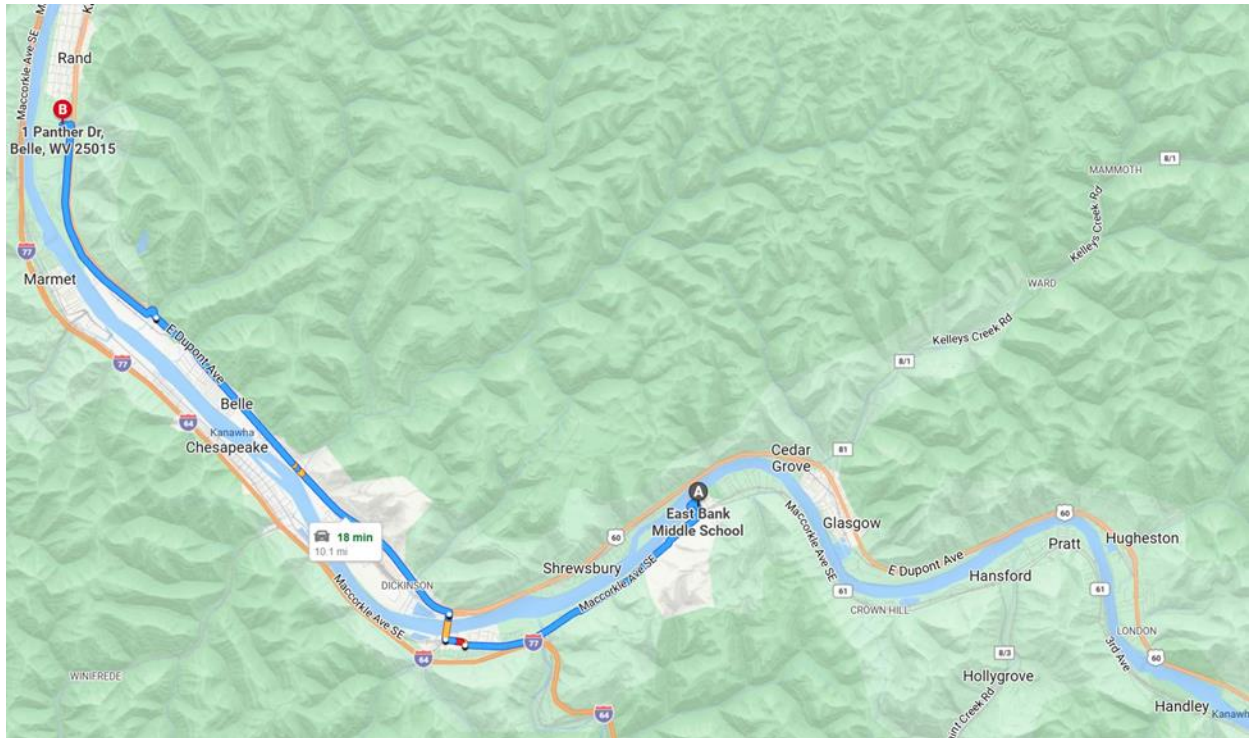 Maccorkle Ave SE
Rand
B
1 Panther Dr,
Belle, WV 25015
8/1
MAMMOTH
Kelleys Creek Rd
77
Marmet
WARD
E Dupont Ave
Kelleys Creek Rd
77
8/1
Belle
64
Kanawha
Chesapeake
Cedar
Grove
81
A
East Bank
Middle School
Maccorkle Ave SE
Glasgow
60
60
Hugheston
18 min
10.1 mi
Pratt
E Dupont Ave
Shrewsbury
Hansford
DICKINSON
Maccorkle Ave SE
61
61
CROWN HILL
Maccorkle Ave SE
LONDON
77
64
8/3
60
3rd Ave
WINIFREDE
Hollygrove
Handley
64
Kanawh
unt Creek Rd